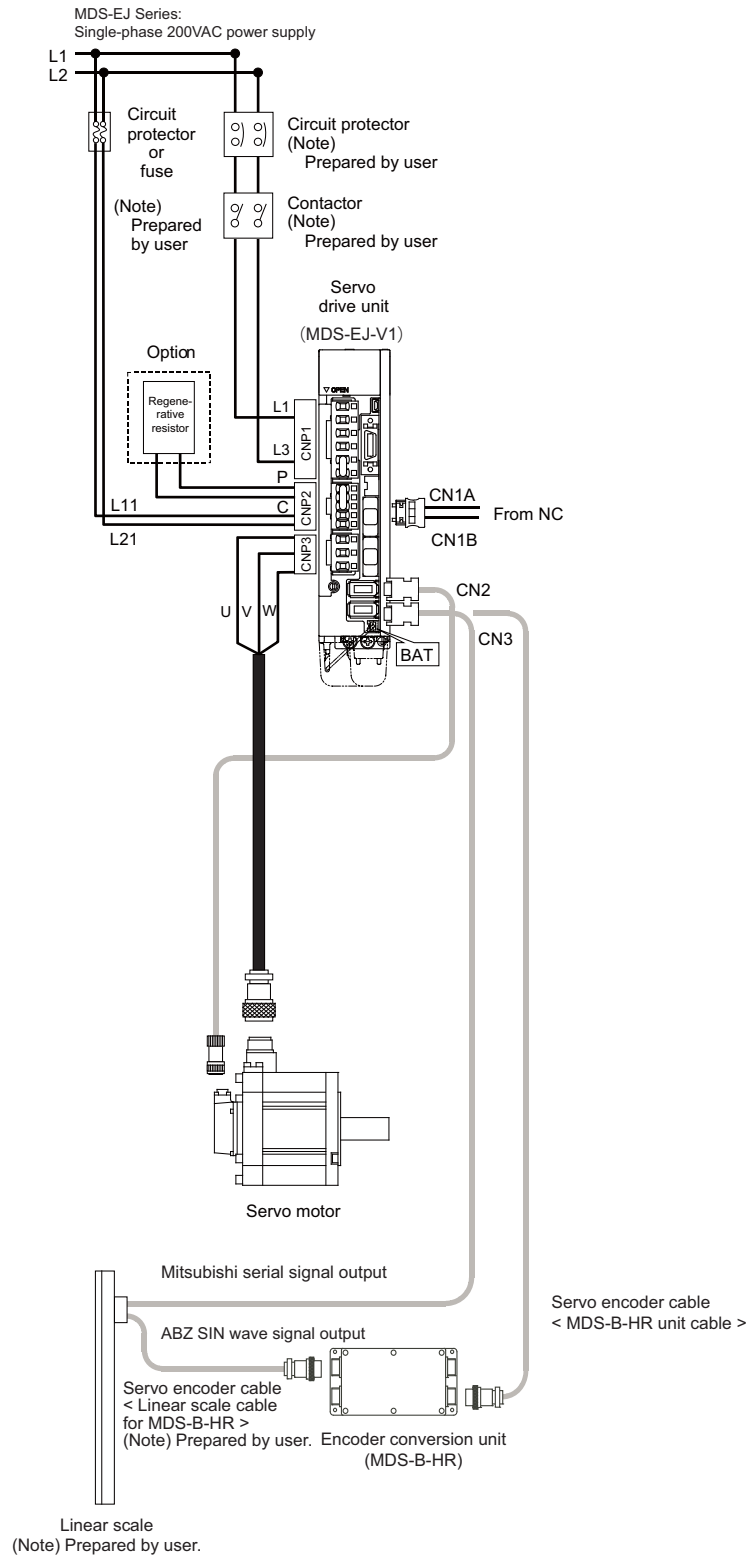 MDS-EJ Series:
Single-phase 200VAC power supply
L1
L2
Circuit
protector
or
fuse
(Note)
Prepared
by user
Circuit protector
(Note)
Prepared by user
Contactor
(Note)
Prepared by user
Servo
drive unit
(MDS-EJ-V1)
Option
Regene-
rative
resistor
▽ OPEN
L1
CNP1
L3
P
CNP2
C
L11
L21
CNP3
U
V
W
CN1A
From NC
CN1B
CN2
CN3
BAT
Servo motor
Mitsubishi serial signal output
ABZ SIN wave signal output
Servo encoder cable
< MDS-B-HR unit cable >
Servo encoder cable
< Linear scale cable
for MDS-B-HR >
(Note) Prepared by user.
Encoder conversion unit
(MDS-B-HR)
Linear scale
(Note) Prepared by user.